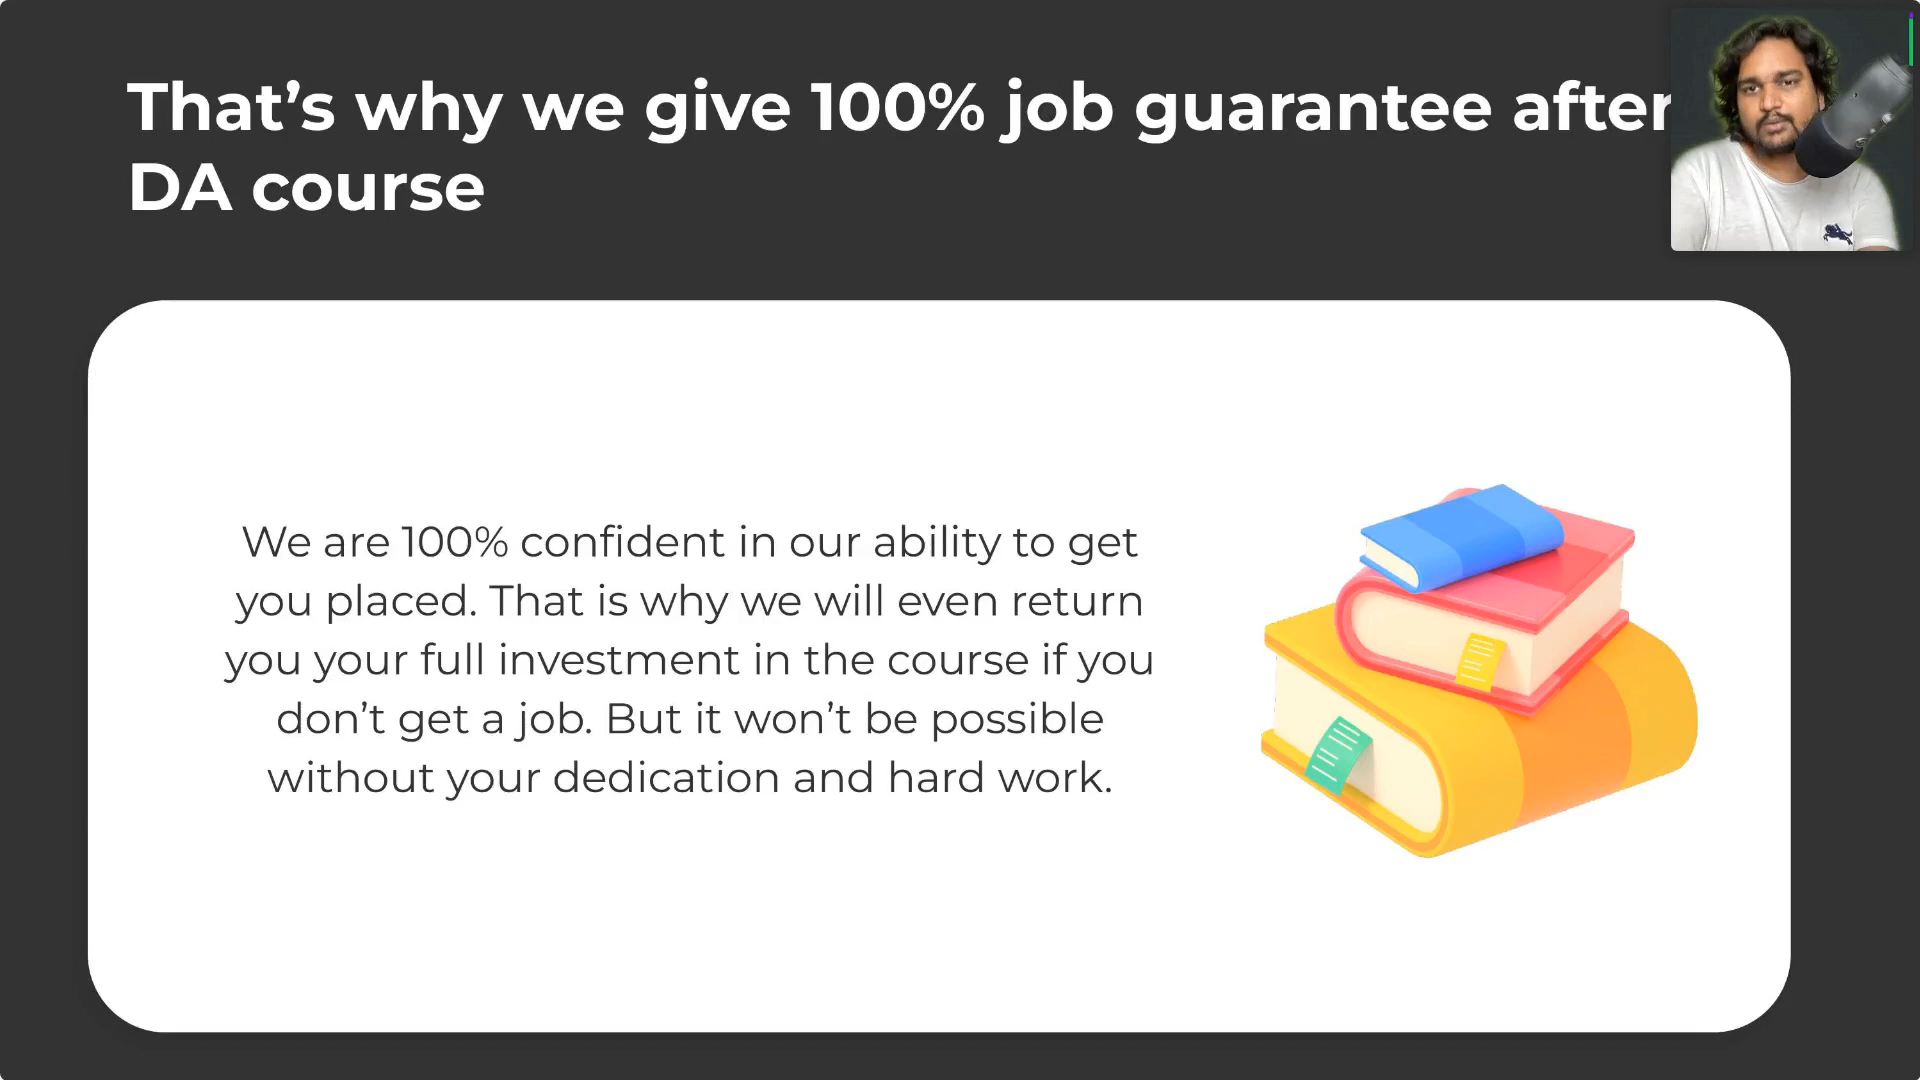 That’s why we give 100% job guarantee after
DA course
We are 100% confident in our ability to get
you placed. That is why we will even return
you your full investment in the course if you
don’t get a job. But it won’t be possible
without your dedication and hard work.